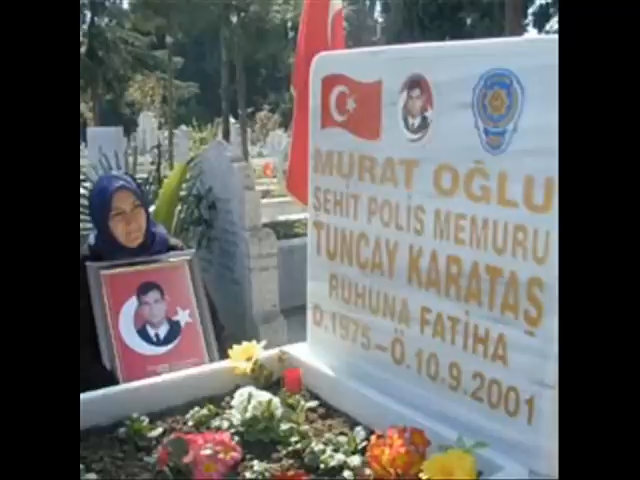 MURAT OĞLU
ŞEHİT POLİS MEMURU
TUNCAY KARATAŞ
RUHUNA FATİHA
D.1975-Ö.10.9.2001